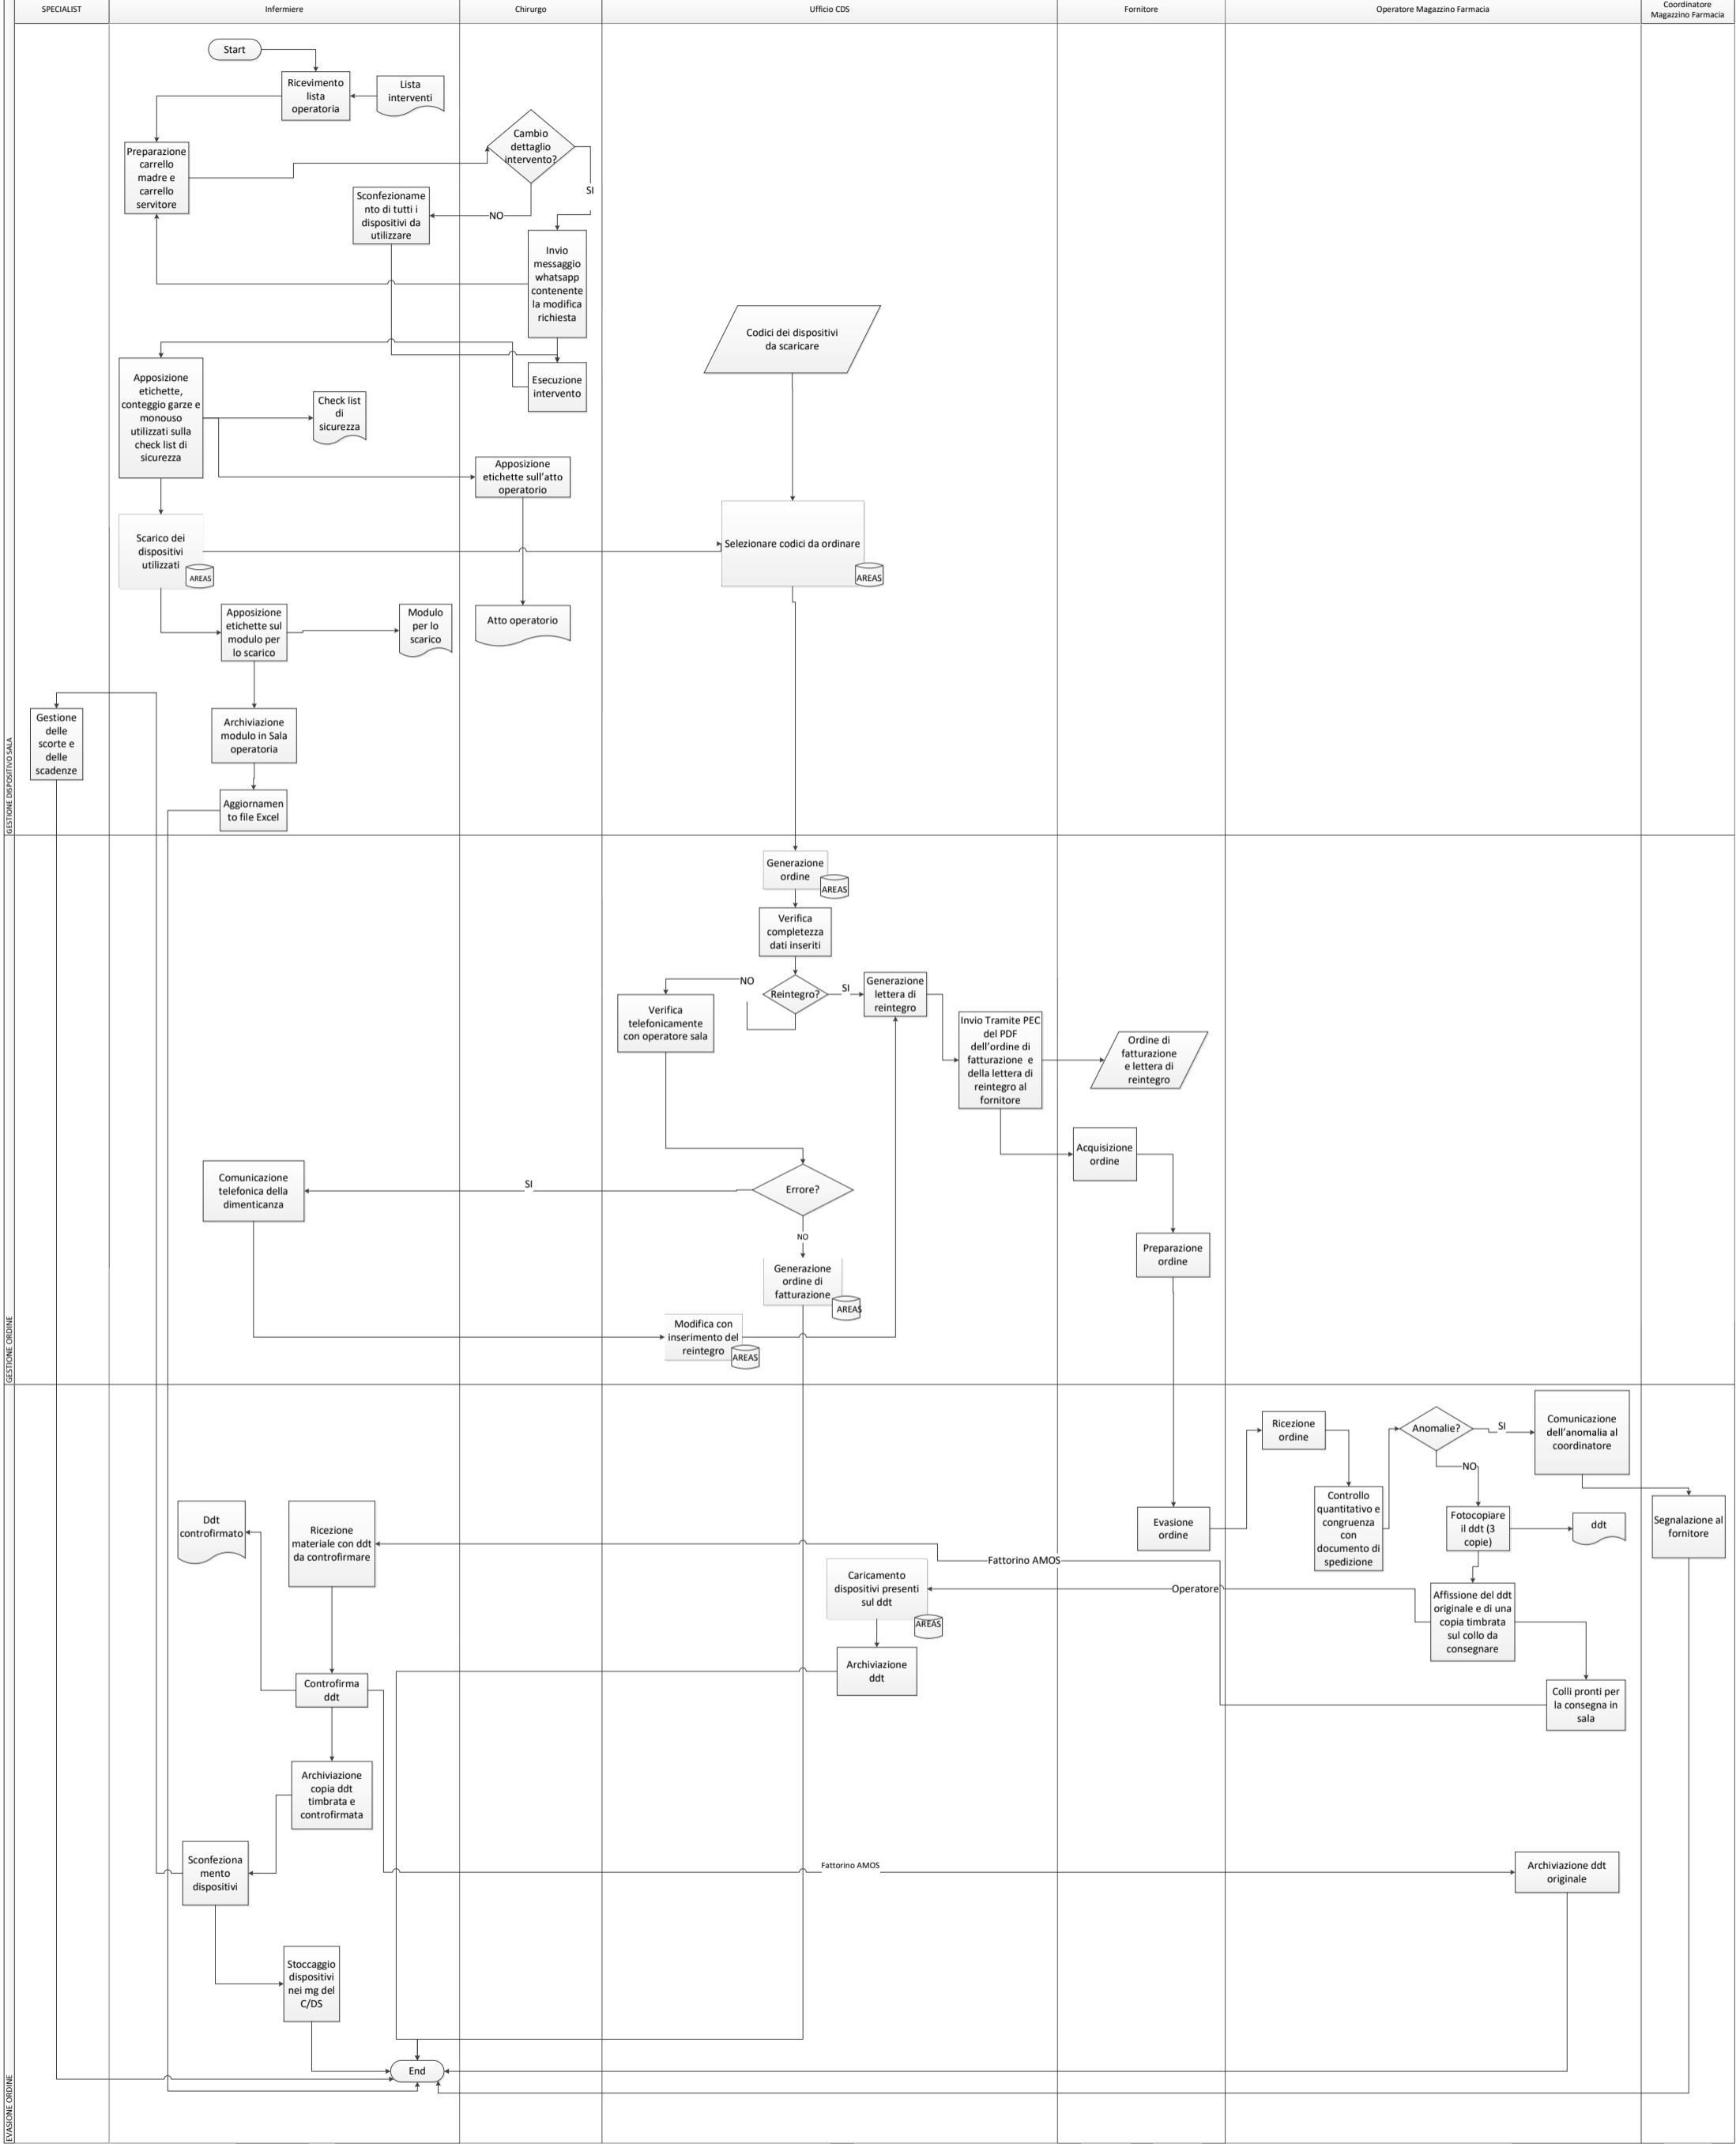 SPECIALIST
Infermiere
Chirurgo
Ufficio CDS
Fornitore
Operatore Magazzino Farmacia
Coordinatore
Magazzino Farmacia
GESTIONE DISPOSITIVO SALA
Start
Ricevimento
lista
operatoria
Lista
interventi
Preparazione
carrello
madre e
carrello
servitore
Cambio
dettaglio
intervento?
SI
NO
Sconfezioname
nto di tutti i
dispositivi da
utilizzare
Invio
messaggio
whatsapp
contenente
la modifica
richiesta
Codici dei dispositivi
da scaricare
Esecuzione
intervento
Apposizione
etichette,
conteggio garze e
monouso
utilizzati sulla
check list di
sicurezza
Check list
di
sicurezza
Apposizione
etichette sull'atto
operatorio
Scarico dei
dispositivi
utilizzati
AREAS
Selezionare codici da ordinare
AREAS
Apposizione
etichette sul
modulo per
lo scarico
Modulo
per lo
scarico
Atto operatorio
Gestione
delle
scorte e
delle
scadenze
Archiviazione
modulo in Sala
operatoria
Aggiornamen
to file Excel
GESTIONE ORDINE
Generazione
ordine
AREAS
Verifica
completezza
dati inseriti
Reintegro?
NO
SI
Verifica
telefonicamente
con operatore sala
Generazione
lettera di
reintegro
Invio Tramite PEC
del PDF
dell'ordine di
fatturazione e
della lettera di
reintegro al
fornitore
Ordine di
fatturazione
e lettera di
reintegro
Acquisizione
ordine
Comunicazione
telefonica della
dimenticanza
SI
Errore?
NO
Preparazione
ordine
Generazione
ordine di
fatturazione
AREAS
Modifica con
inserimento del
reintegro
AREAS
EVASIONE ORDINE
Ricezione
ordine
Anomalie?
SI
NO
Comunicazione
dell'anomalia al
coordinatore
Controllo
quantitativo e
congruenza
con
documento di
spedizione
Fotocopiare
il ddt (3
copie)
ddt
Segnalazione al
fornitore
Evasione
ordine
Ddt
controfirmato
Ricezione
materiale con ddt
da controfirmare
Fattorino AMOS
Caricamento
dispositivi presenti
sul ddt
AREAS
Operatore
Affissione del ddt
originale e di una
copia timbrata
sul collo da
consegnare
Archiviazione
ddt
Controfirma
ddt
Colli pronti per
la consegna in
sala
Archiviazione
copia ddt
timbrata e
controfirmata
Sconfeziona
mento
dispositivi
Fattorino AMOS
Archiviazione ddt
originale
Stoccaggio
dispositivi
nei mg del
C/DS
End